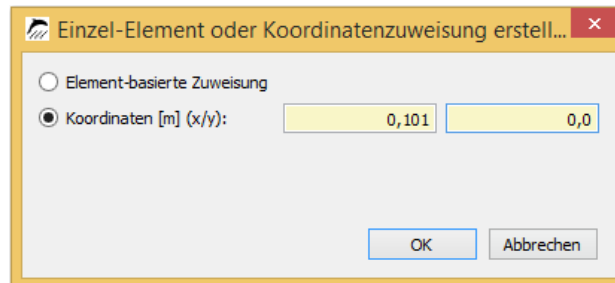 Einzel-Element oder Koordinatenzuweisung erstell...
Element-basierte Zuweisung
Koordinaten [m] (x/y): 0,101 0,0
OK Abbrechen